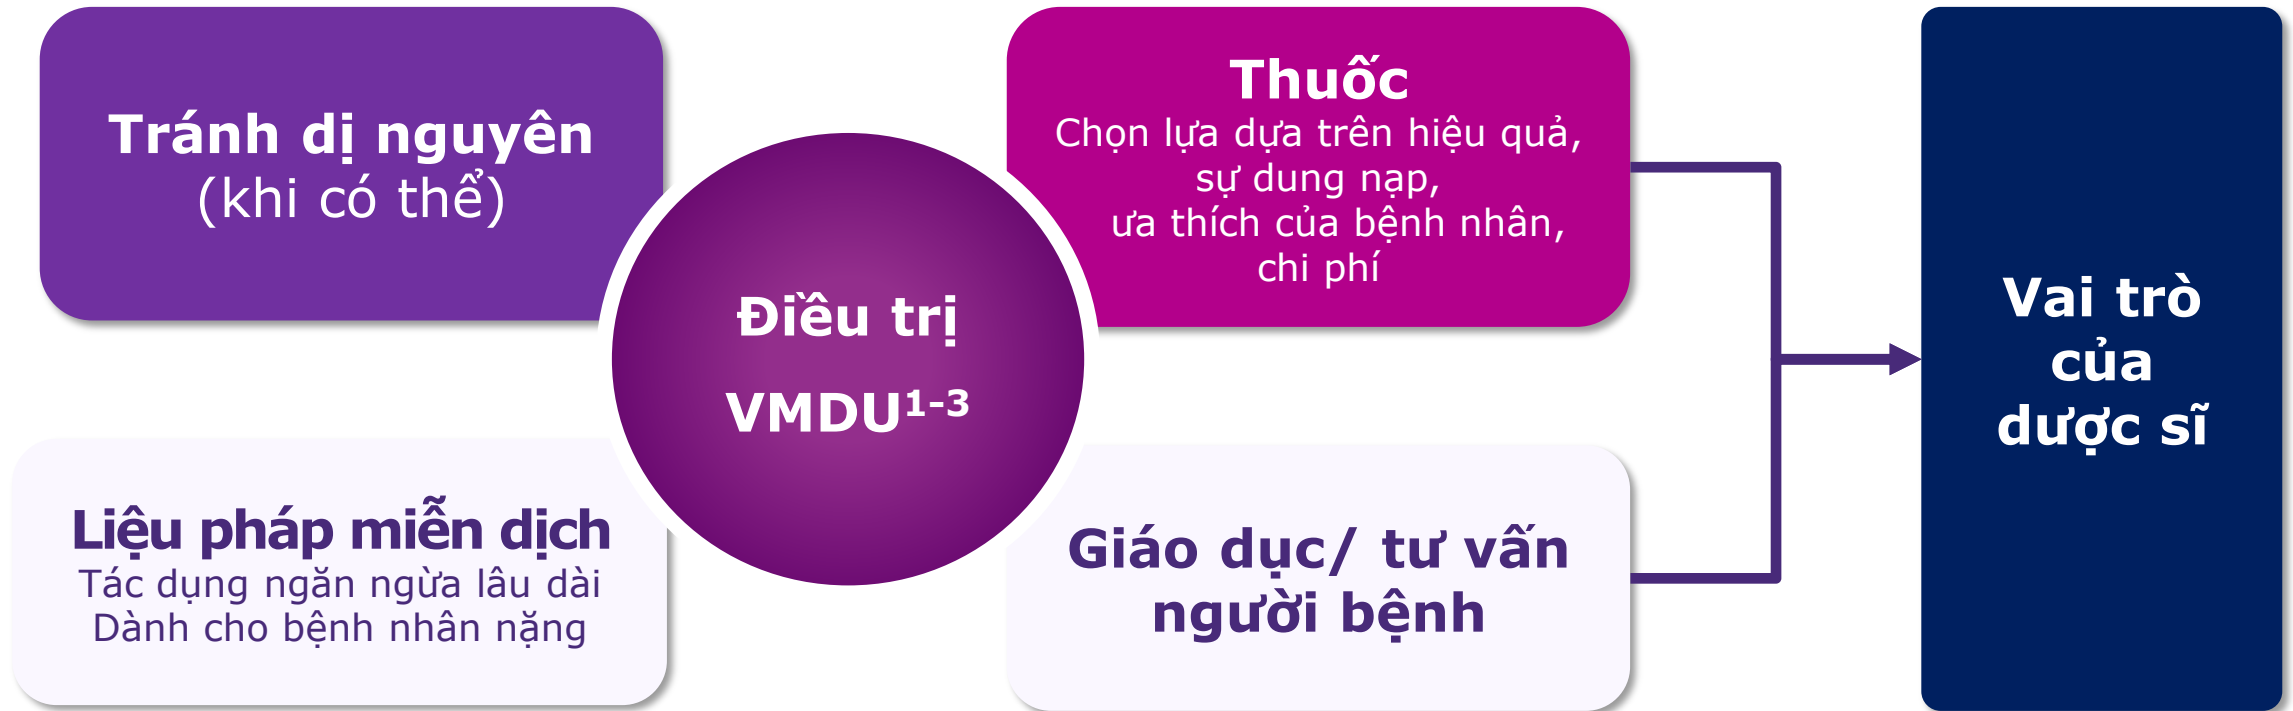 Tránh dị nguyên
(khi có thể)
Thuốc
Chọn lựa dựa trên hiệu quả,
sự dung nạp,
ưa thích của bệnh nhân,
chi phí
Điều trị
VMDU¹⁻³
Liệu pháp miễn dịch
Tác dụng ngăn ngừa lâu dài
Dành cho bệnh nhân nặng
Giáo dục/ tư vấn
người bệnh
Vai trò
của
dược sĩ